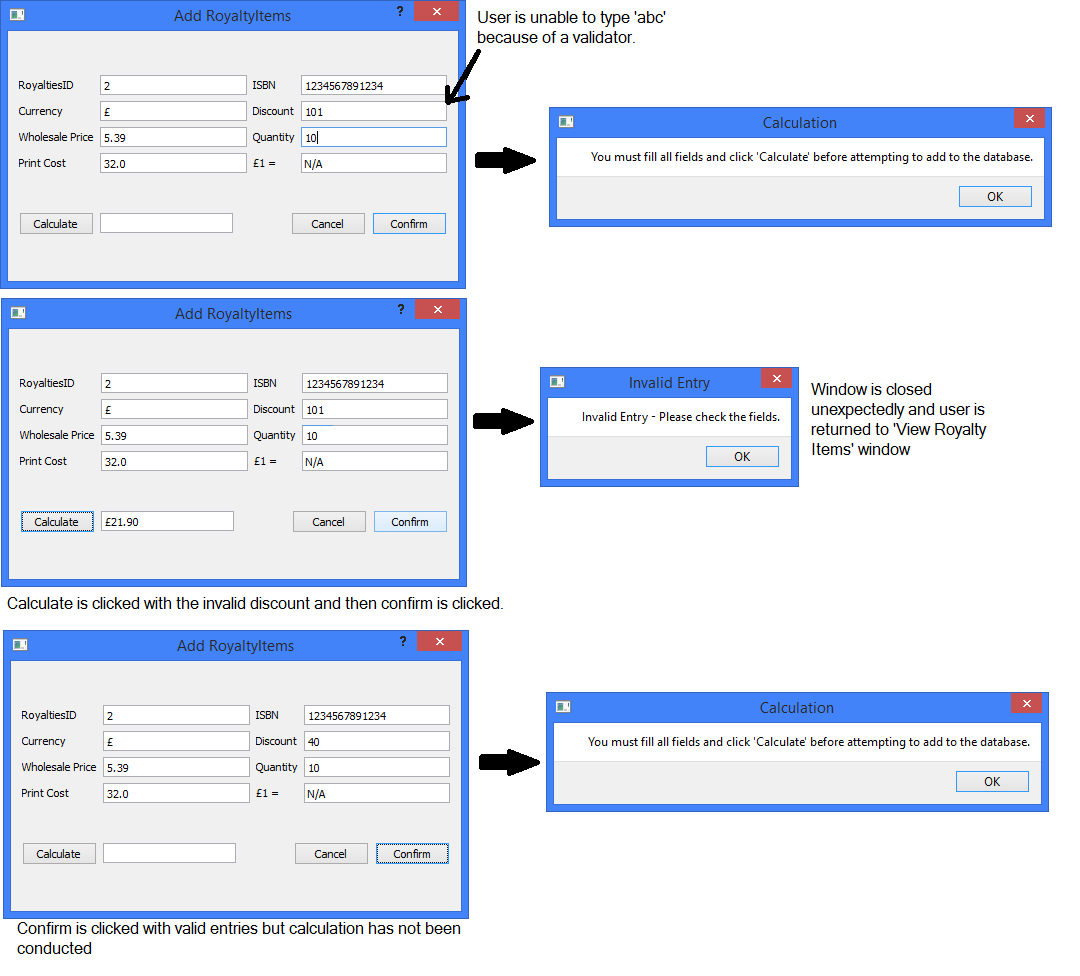 Add RoyaltyItems
?
User is unable to type 'abc'
because of a validator.
RoyaltiesID 2 ISBN 1234567891234
Currency £ Discount 101
Wholesale Price 5.39 Quantity 10
Print Cost 32.0 £1 = N/A
Calculate Cancel Confirm
Calculation
You must fill all fields and click 'Calculate' before attempting to add to the database.
OK
Add RoyaltyItems
?
RoyaltiesID 2 ISBN 1234567891234
Currency £ Discount 101
Wholesale Price 5.39 Quantity 10
Print Cost 32.0 £1 = N/A
Calculate £21.90 Cancel Confirm
Invalid Entry
Invalid Entry - Please check the fields.
OK
Window is closed
unexpectedly and user is
returned to 'View Royalty
Items' window
Calculate is clicked with the invalid discount and then confirm is clicked.
Add RoyaltyItems
?
RoyaltiesID 2 ISBN 1234567891234
Currency £ Discount 40
Wholesale Price 5.39 Quantity 10
Print Cost 32.0 £1 = N/A
Calculate Cancel Confirm
Calculation
You must fill all fields and click 'Calculate' before attempting to add to the database.
OK
Confirm is clicked with valid entries but calculation has not been
conducted